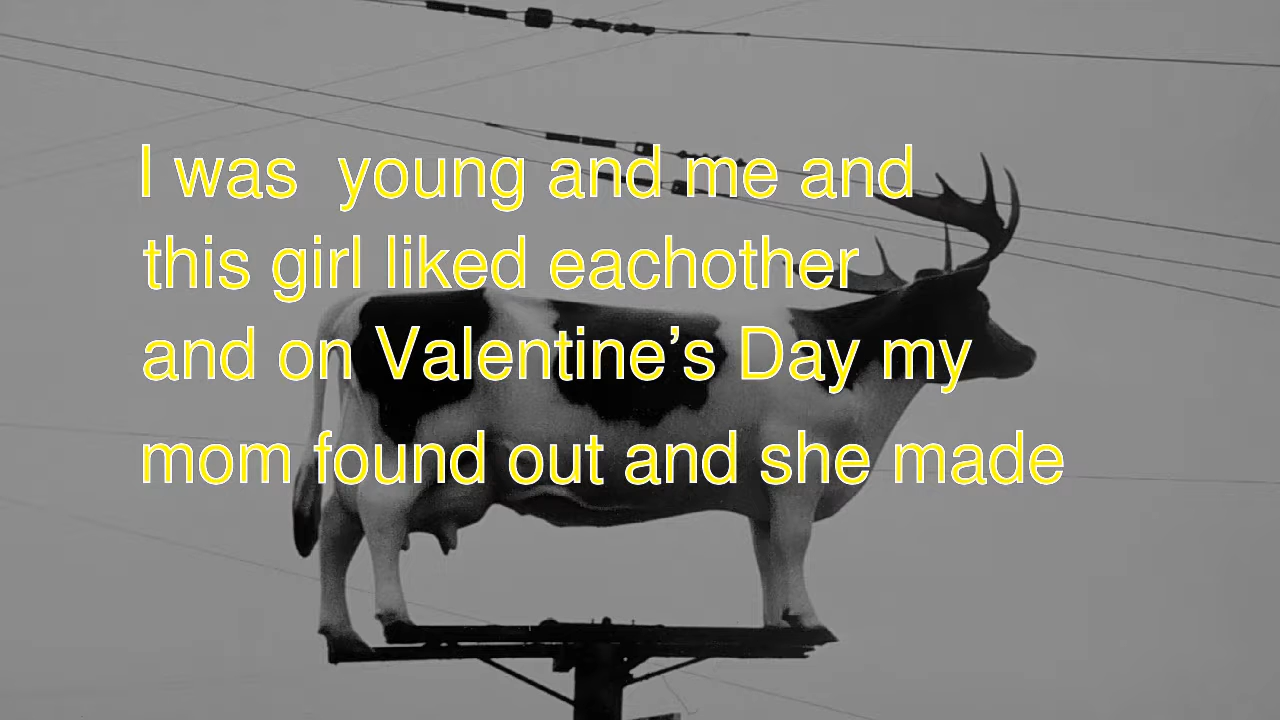 I was  young and me and
this girl liked eachother
and on Valentine’s Day my
mom found out and she made